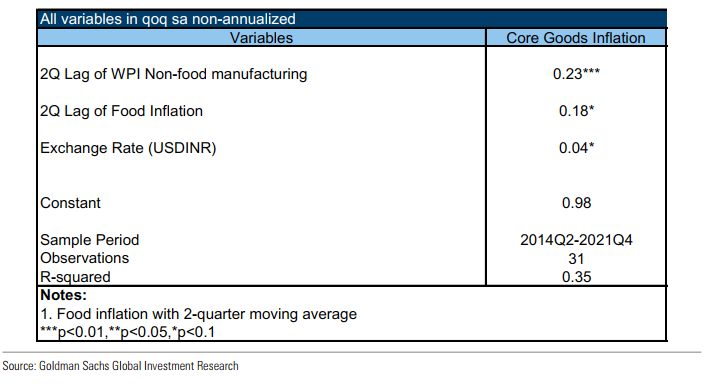 All variables in qoq sa non-annualized
Variables Core Goods Inflation
2Q Lag of WPI Non-food manufacturing 0.23***
2Q Lag of Food Inflation 0.18*
Exchange Rate (USDINR) 0.04*
Constant 0.98
Sample Period 2014Q2-2021Q4
Observations 31
R-squared 0.35
Notes:
1. Food inflation with 2-quarter moving average
***p<0.01,**p<0.05,*p<0.1
Source: Goldman Sachs Global Investment Research